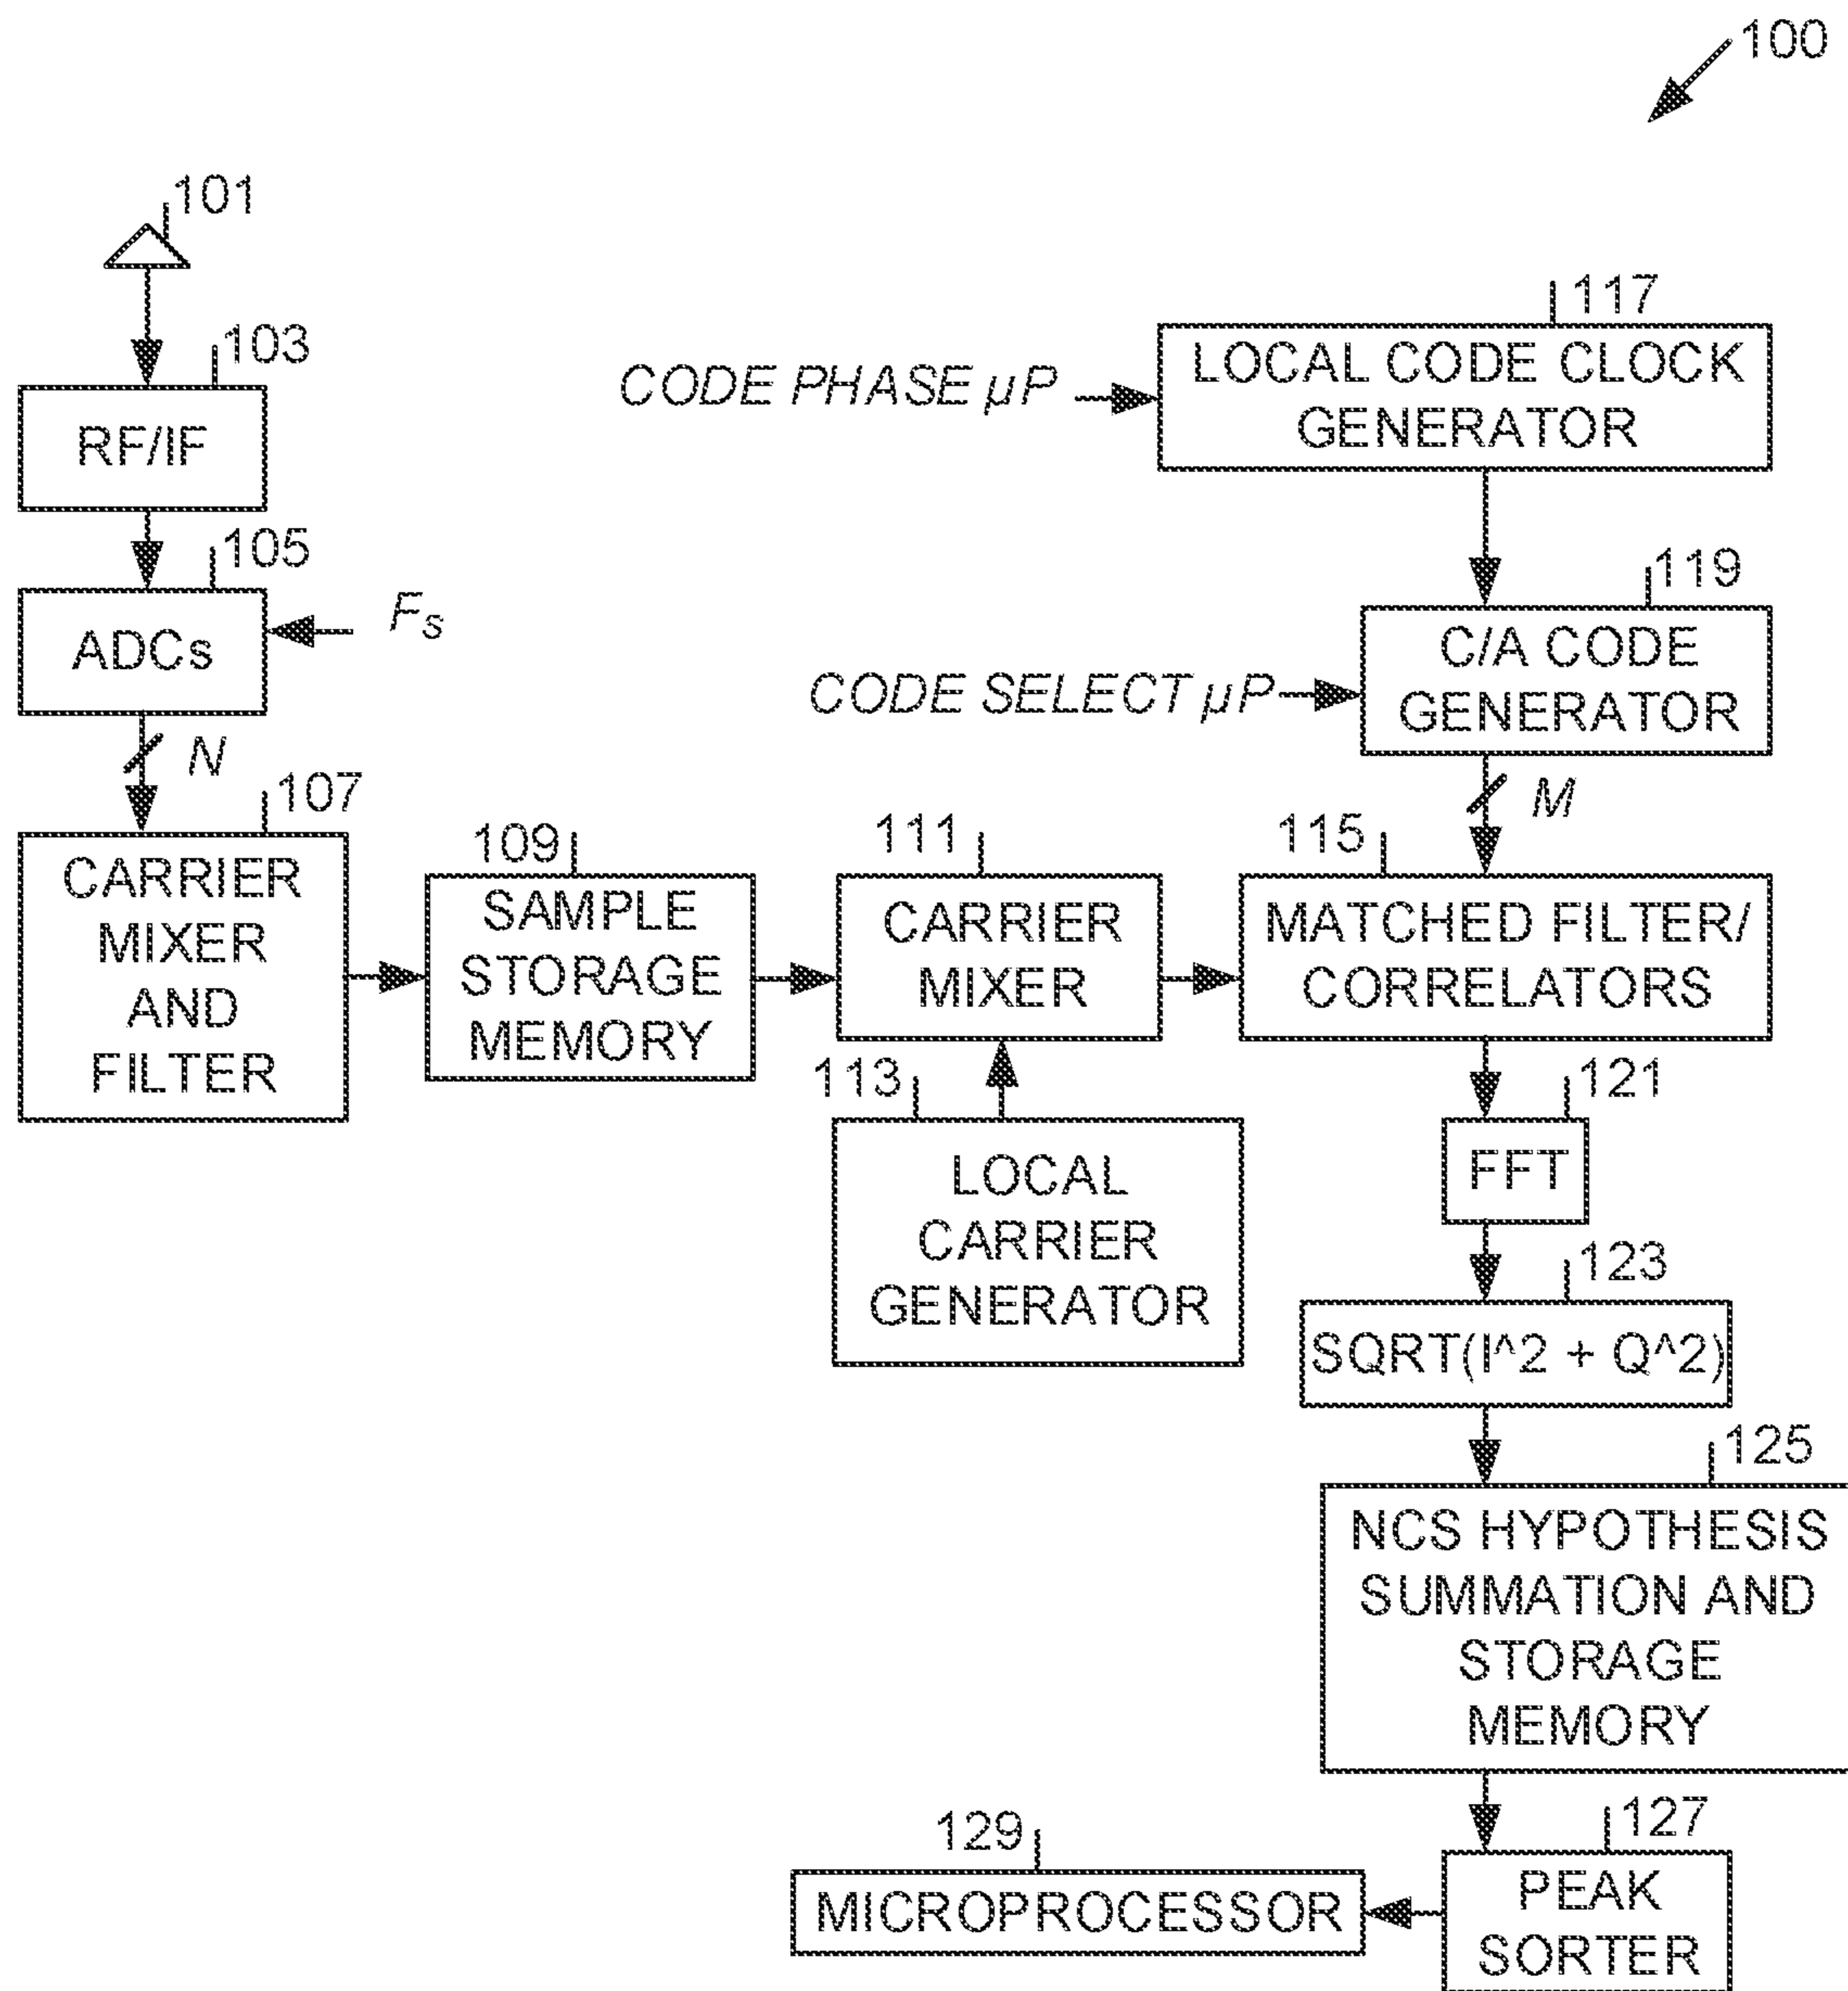 100
101
103
RF/IF
105
ADCs
Fs
N
107
CARRIER
MIXER
AND
FILTER
109
SAMPLE
STORAGE
MEMORY
111
CARRIER
MIXER
113
LOCAL
CARRIER
GENERATOR
117
CODE PHASE µP
LOCAL CODE CLOCK
GENERATOR
119
CODE SELECT µP
C/A CODE
GENERATOR
M
115
MATCHED FILTER/
CORRELATORS
121
FFT
123
SQRT(I^2 + Q^2)
125
NCS HYPOTHESIS
SUMMATION AND
STORAGE
MEMORY
127
PEAK
SORTER
129
MICROPROCESSOR